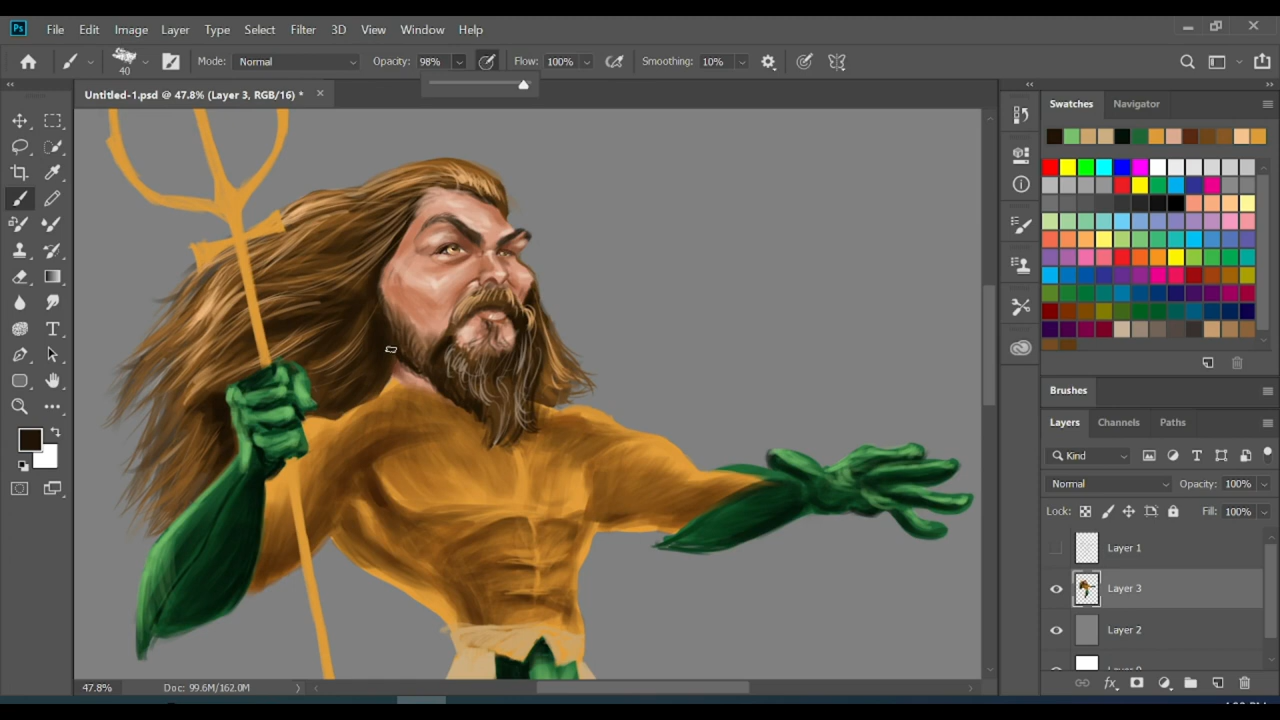 Ps File Edit Image Layer Type Select Filter 3D View Window Help
40 Mode: Normal Opacity: 98% Flow: 100% Smoothing: 10%
Untitled-1.psd @ 47.8% (Layer 3, RGB/16) * ×
Swatches Navigator
Brushes
Layers Channels Paths
Kind
Normal Opacity: 100%
Lock: Fill: 100%
Layer 1
Layer 3
Layer 2
47.8% Doc: 99.6M/162.0M